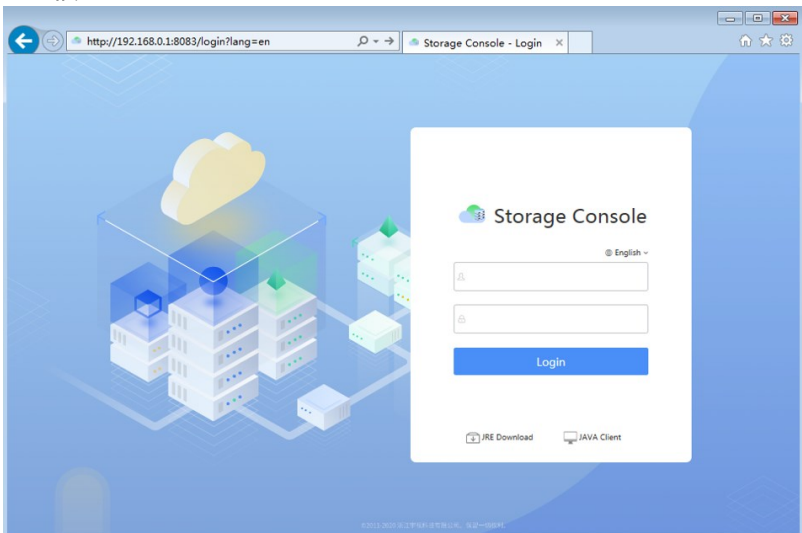 http://192.168.0.1:8083/login?lang=en
Storage Console - Login
Storage Console
English
Login
JRE Download
JAVA Client